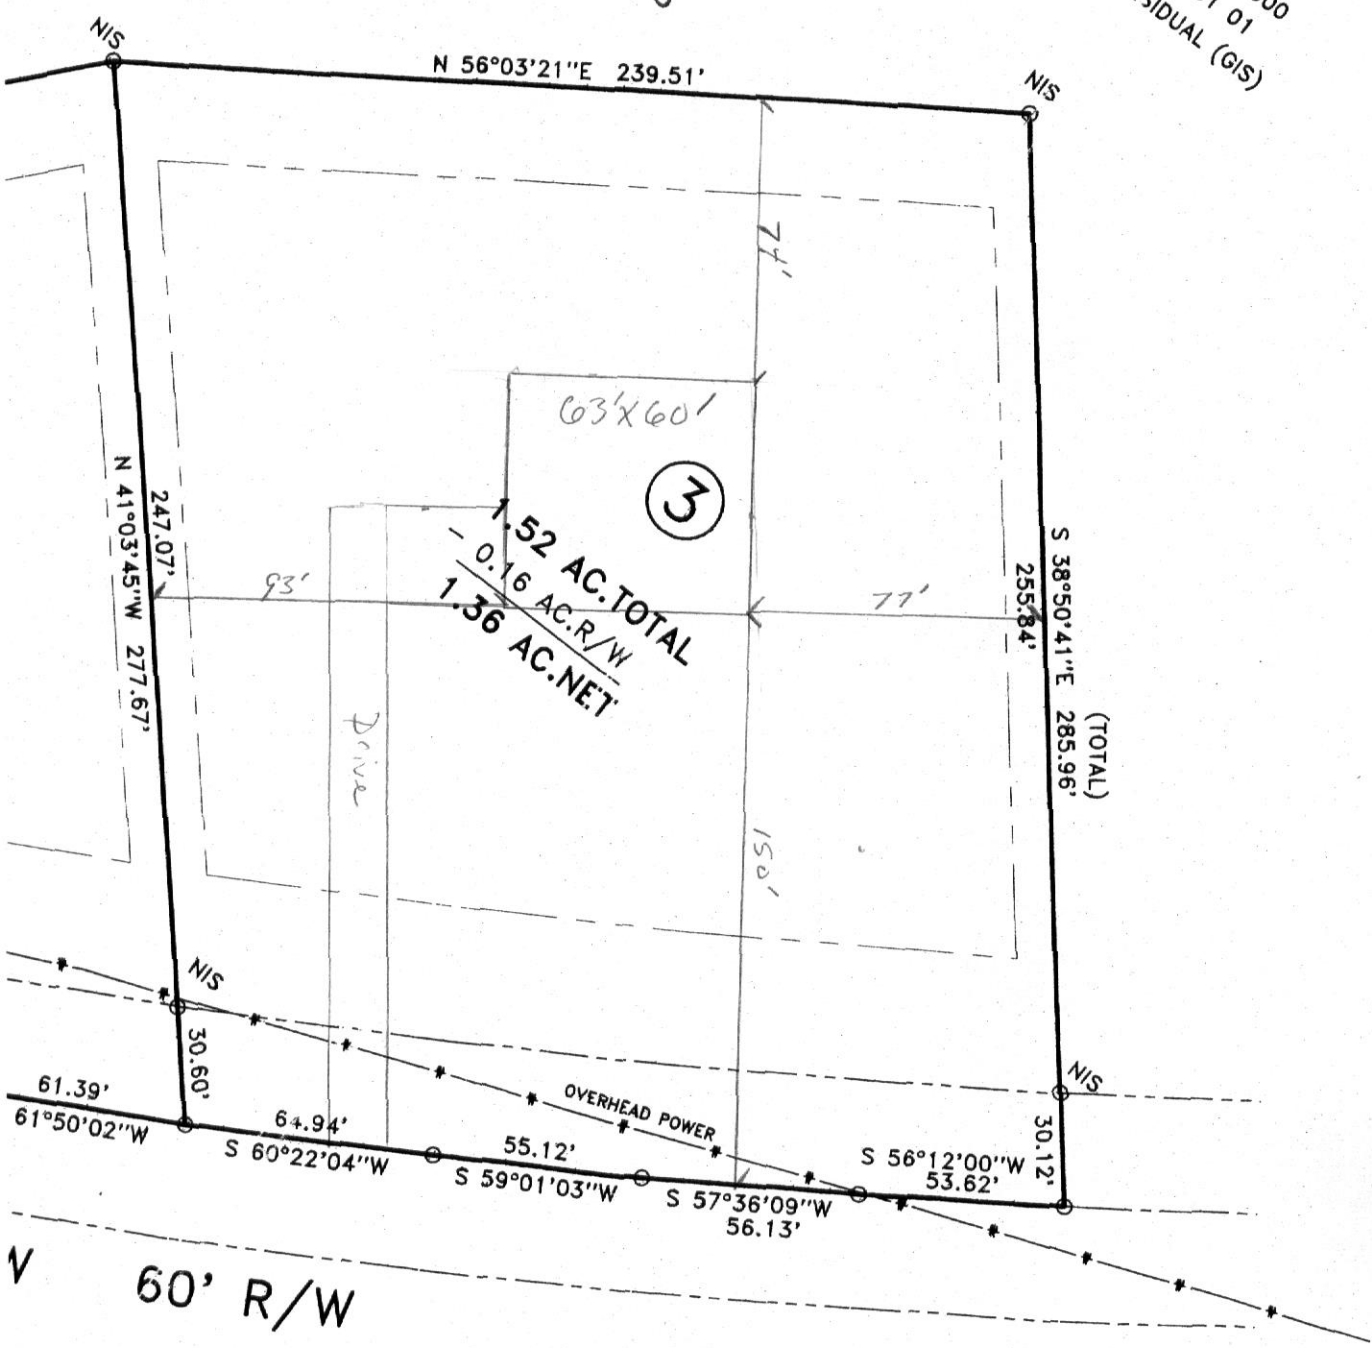 00
01
SIDUAL (GIS)
NIS
N 56°03'21"E 239.51'
NIS
74'
63'X60'
3
1.52 AC.TOTAL
- 0.16 AC.R/W
1.36 AC.NET
247.07'
N 41°03'45"W 277.67'
93'
77'
S 38°50'41"E 285.96'
(TOTAL)
255.84'
Drive
150'
NIS
30.60'
NIS
30.12'
OVERHEAD POWER
61.39'
61°50'02"W
64.94'
S 60°22'04"W
55.12'
S 59°01'03"W
S 57°36'09"W
56.13'
S 56°12'00"W
53.62'
60' R/W